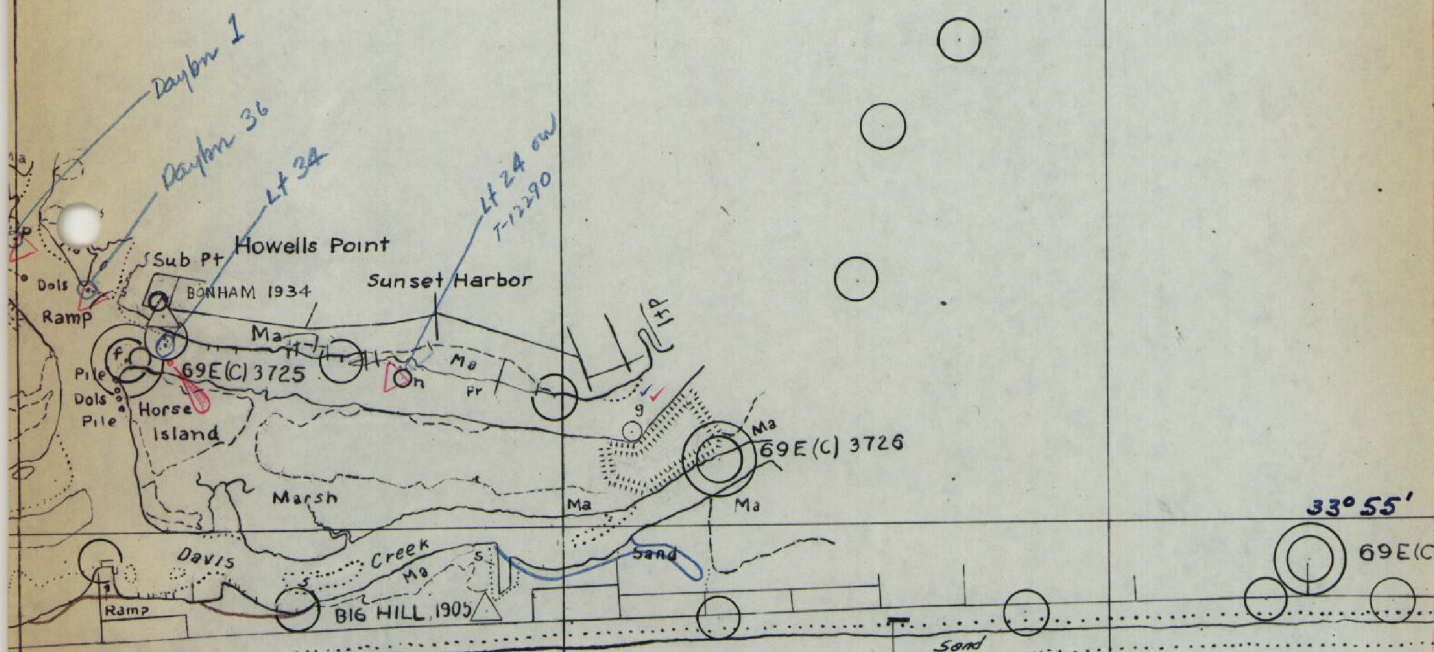 Daybn 1
Daybn 36
Lt 34
Lt 24 on
T-12290
Howells Point
Sub Pt
Sunset Harbor
BONHAM 1934
Dols
Ramp
Ma
Ma
Pr
n
69E(C) 3725
f
Pile
Dols
Pile
Horse
Island
g
Ma
69E(C) 3726
Marsh
Ma
Ma
33° 55'
Davis
Creek
Ma
S
S
Sand
69E(C
Ramp
BIG HILL, 1905
Sand